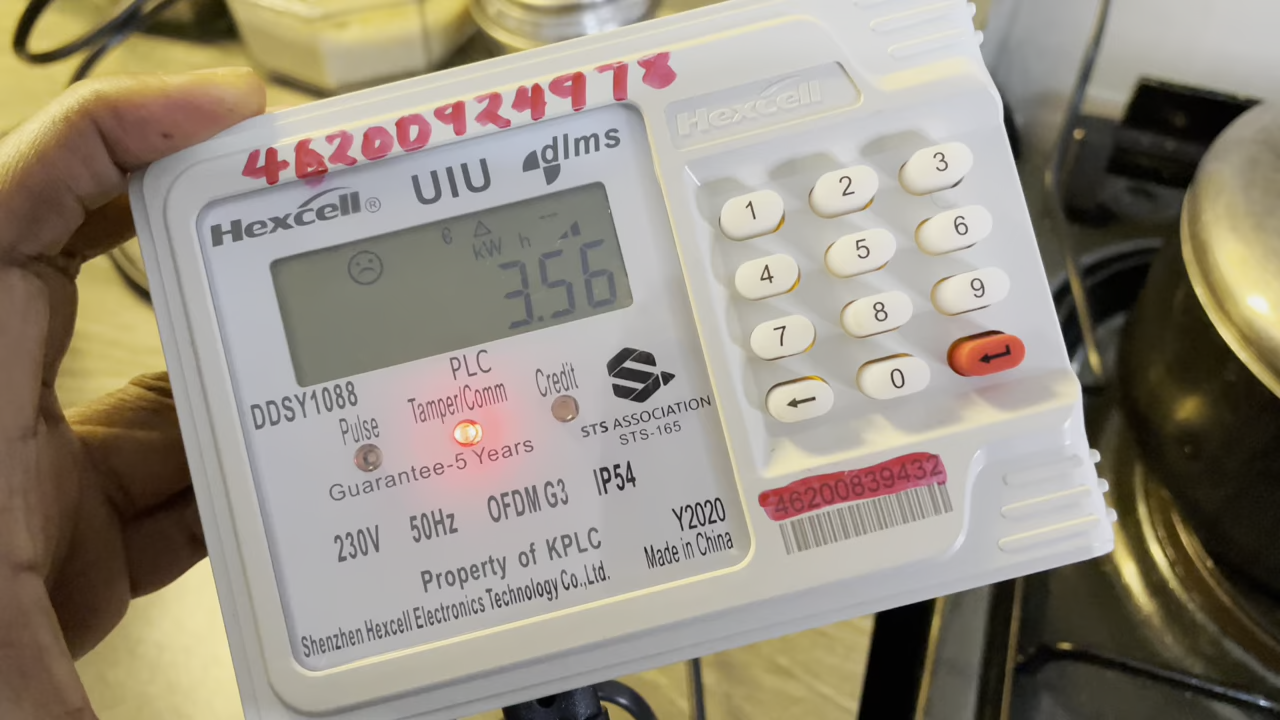 46200924978
Hexcell® UIU dlms
Hexcell
6 kW h
3.56
DDSY1088
Pulse
PLC
Tamper/Comm
Credit
STS ASSOCIATION
STS-165
Guarantee-5 Years
230V 50Hz OFDM G3 IP54
Property of KPLC
Y2020
Shenzhen Hexcell Electronics Technology Co.,Ltd.
Made in China
1 2 3
4 5 6
7 8 9
0
46200839432